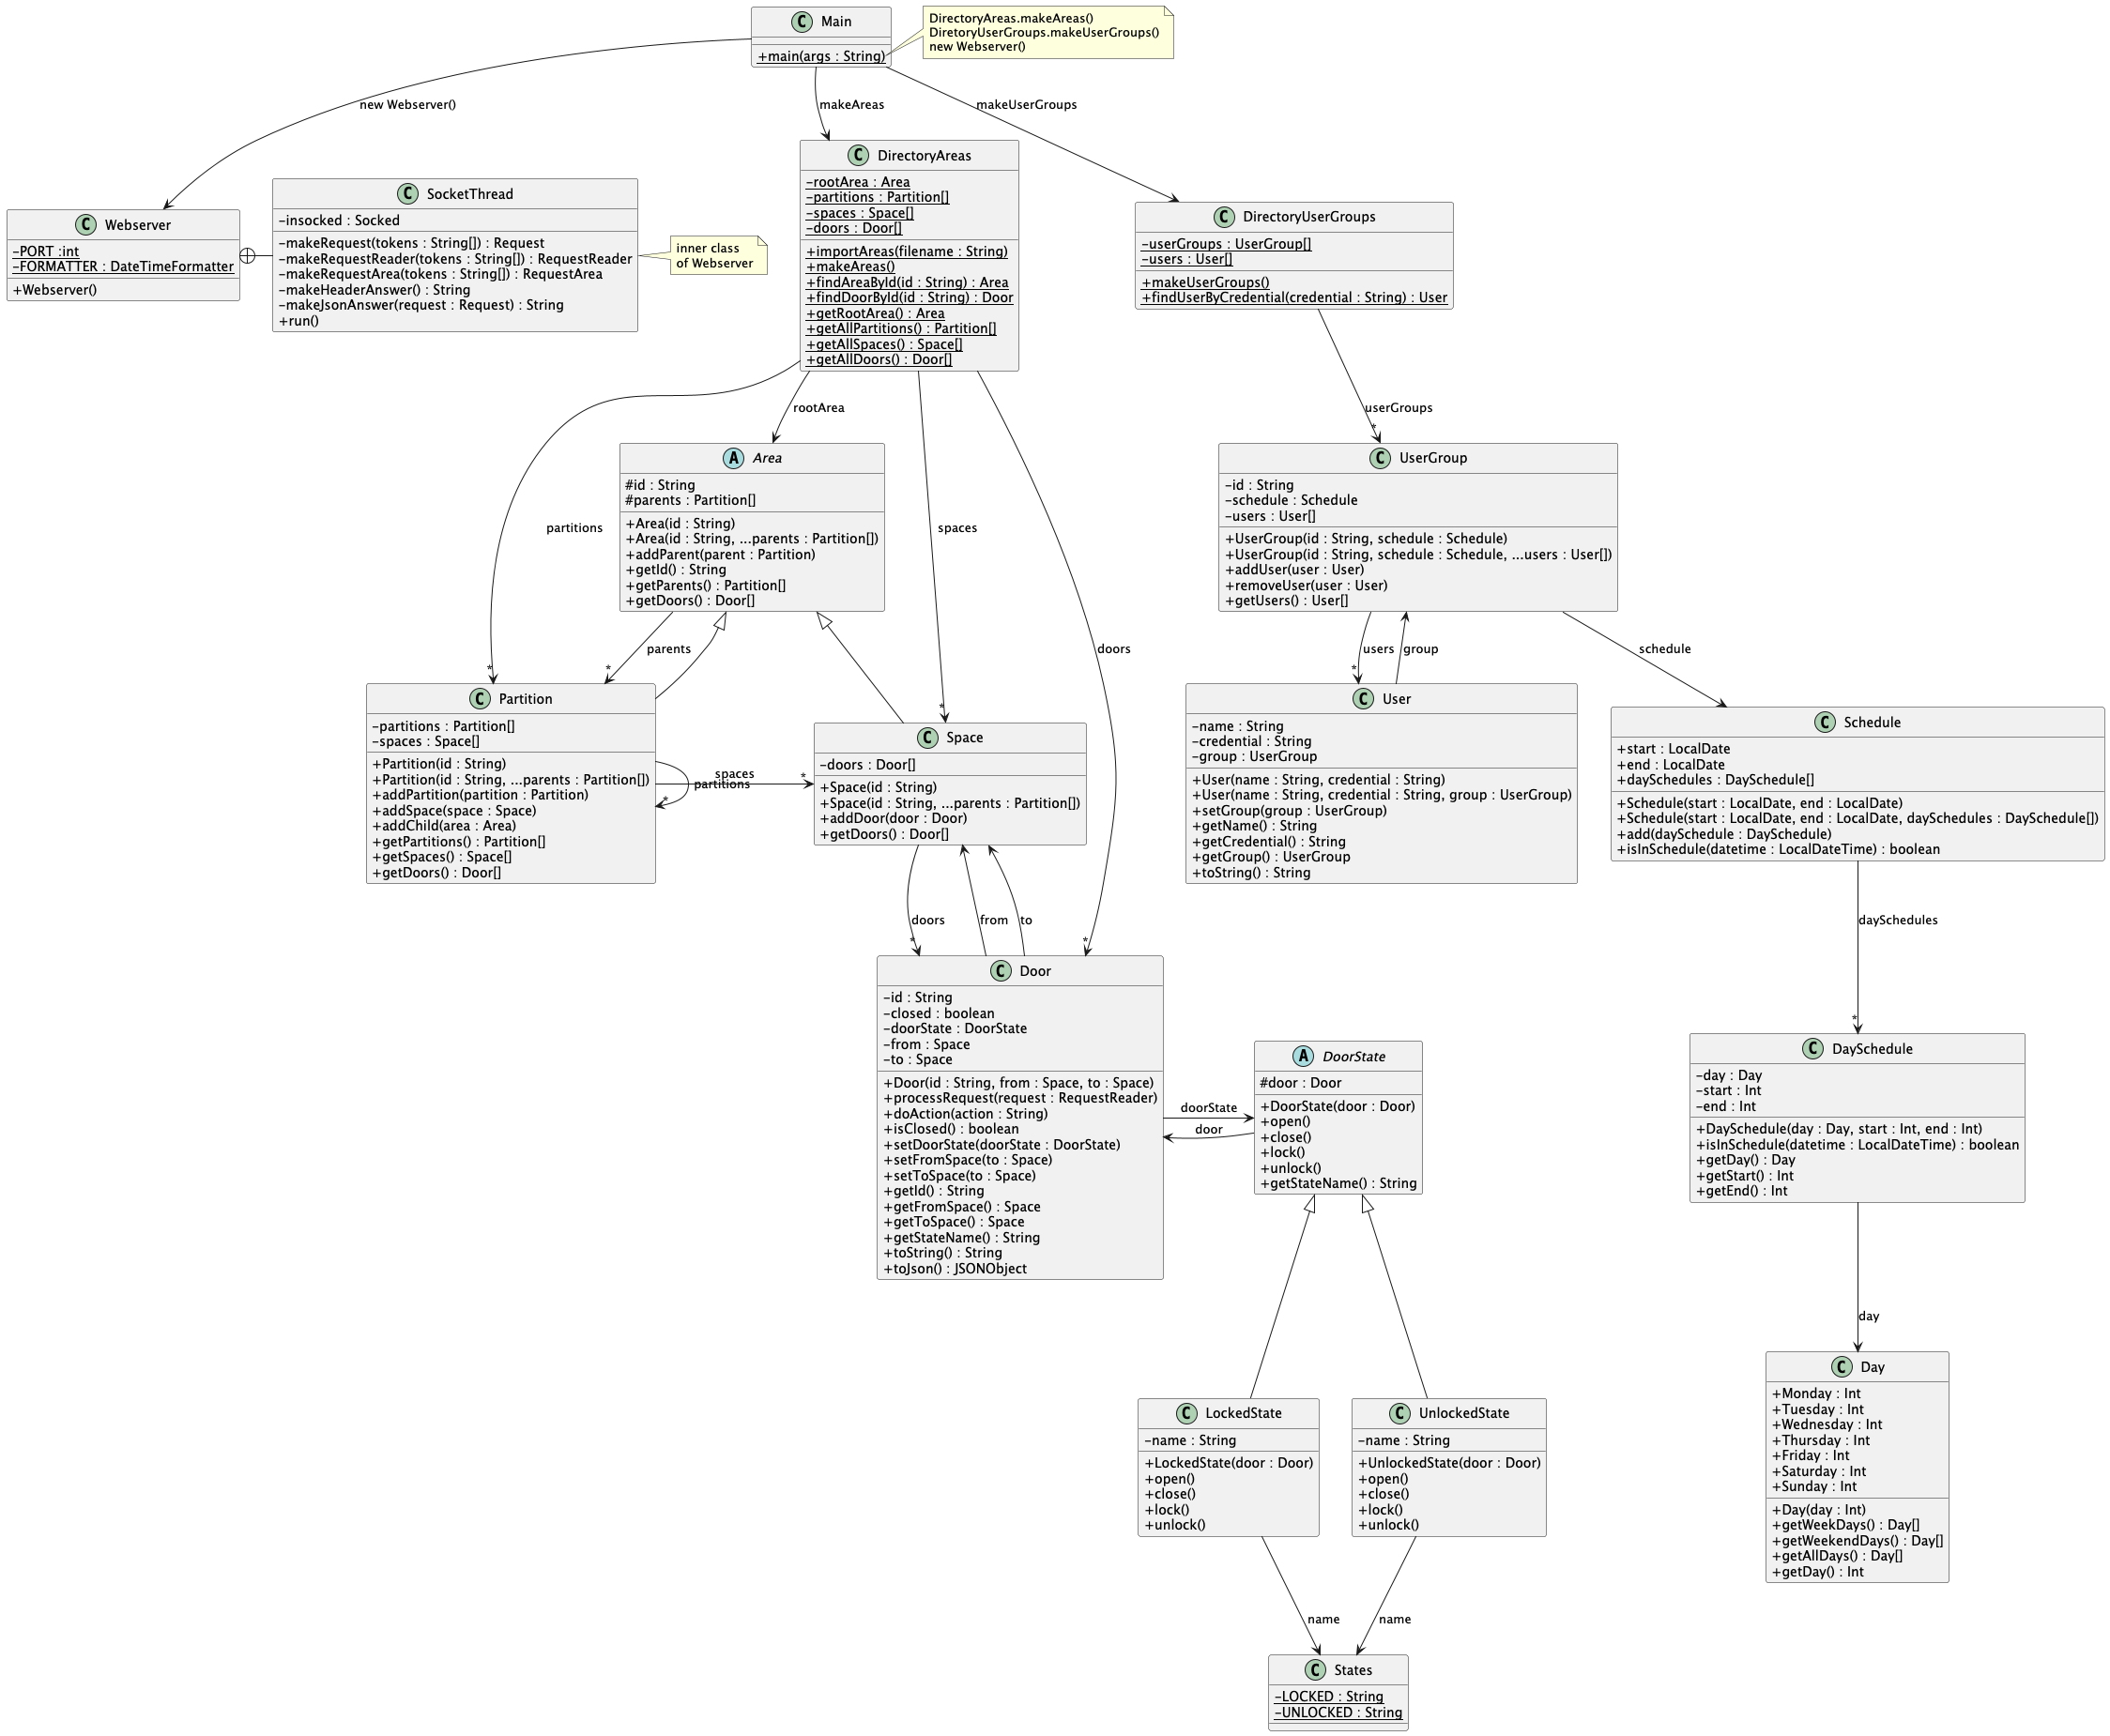 C Main
+main(args : String)
DirectoryAreas.makeAreas()
DiretoryUserGroups.makeUserGroups()
new Webserver()
new Webserver()
makeAreas
makeUserGroups
C Webserver
-PORT :int
-FORMATTER : DateTimeFormatter
+Webserver()
C SocketThread
-insocked : Socked
-makeRequest(tokens : String[]) : Request
-makeRequestReader(tokens : String[]) : RequestReader
-makeRequestArea(tokens : String[]) : RequestArea
-makeHeaderAnswer() : String
-makeJsonAnswer(request : Request) : String
+run()
inner class
of Webserver
C DirectoryAreas
-rootArea : Area
-partitions : Partition[]
-spaces : Space[]
-doors : Door[]
+importAreas(filename : String)
+makeAreas()
+findAreaById(id : String) : Area
+findDoorById(id : String) : Door
+getRootArea() : Area
+getAllPartitions() : Partition[]
+getAllSpaces() : Space[]
+getAllDoors() : Door[]
C DirectoryUserGroups
-userGroups : UserGroup[]
-users : User[]
+makeUserGroups()
+findUserByCredential(credential : String) : User
rootArea
userGroups
*
partitions
*
spaces
*
doors
*
A Area
#id : String
#parents : Partition[]
+Area(id : String)
+Area(id : String, ...parents : Partition[])
+addParent(parent : Partition)
+getId() : String
+getParents() : Partition[]
+getDoors() : Door[]
C UserGroup
-id : String
-schedule : Schedule
-users : User[]
+UserGroup(id : String, schedule : Schedule)
+UserGroup(id : String, schedule : Schedule, ...users : User[])
+addUser(user : User)
+removeUser(user : User)
+getUsers() : User[]
parents
*
users
*
group
schedule
C Partition
-partitions : Partition[]
-spaces : Space[]
+Partition(id : String)
+Partition(id : String, ...parents : Partition[])
+addPartition(partition : Partition)
+addSpace(space : Space)
+addChild(area : Area)
+getPartitions() : Partition[]
+getSpaces() : Space[]
+getDoors() : Door[]
spaces
*
partitions
*
C Space
-doors : Door[]
+Space(id : String)
+Space(id : String, ...parents : Partition[])
+addDoor(door : Door)
+getDoors() : Door[]
C User
-name : String
-credential : String
-group : UserGroup
+User(name : String, credential : String)
+User(name : String, credential : String, group : UserGroup)
+setGroup(group : UserGroup)
+getName() : String
+getCredential() : String
+getGroup() : UserGroup
+toString() : String
C Schedule
+start : LocalDate
+end : LocalDate
+daySchedules : DaySchedule[]
+Schedule(start : LocalDate, end : LocalDate)
+Schedule(start : LocalDate, end : LocalDate, daySchedules : DaySchedule[])
+add(daySchedule : DaySchedule)
+isInSchedule(datetime : LocalDateTime) : boolean
doors
*
from
to
daySchedules
*
C Door
-id : String
-closed : boolean
-doorState : DoorState
-from : Space
-to : Space
+Door(id : String, from : Space, to : Space)
+processRequest(request : RequestReader)
+doAction(action : String)
+isClosed() : boolean
+setDoorState(doorState : DoorState)
+setFromSpace(to : Space)
+setToSpace(to : Space)
+getId() : String
+getFromSpace() : Space
+getToSpace() : Space
+getStateName() : String
+toString() : String
+toJson() : JSONObject
doorState
door
A DoorState
#door : Door
+DoorState(door : Door)
+open()
+close()
+lock()
+unlock()
+getStateName() : String
C DaySchedule
-day : Day
-start : Int
-end : Int
+DaySchedule(day : Day, start : Int, end : Int)
+isInSchedule(datetime : LocalDateTime) : boolean
+getDay() : Day
+getStart() : Int
+getEnd() : Int
day
C LockedState
-name : String
+LockedState(door : Door)
+open()
+close()
+lock()
+unlock()
C UnlockedState
-name : String
+UnlockedState(door : Door)
+open()
+close()
+lock()
+unlock()
C Day
+Monday : Int
+Tuesday : Int
+Wednesday : Int
+Thursday : Int
+Friday : Int
+Saturday : Int
+Sunday : Int
+Day(day : Int)
+getWeekDays() : Day[]
+getWeekendDays() : Day[]
+getAllDays() : Day[]
+getDay() : Int
name
name
C States
-LOCKED : String
-UNLOCKED : String